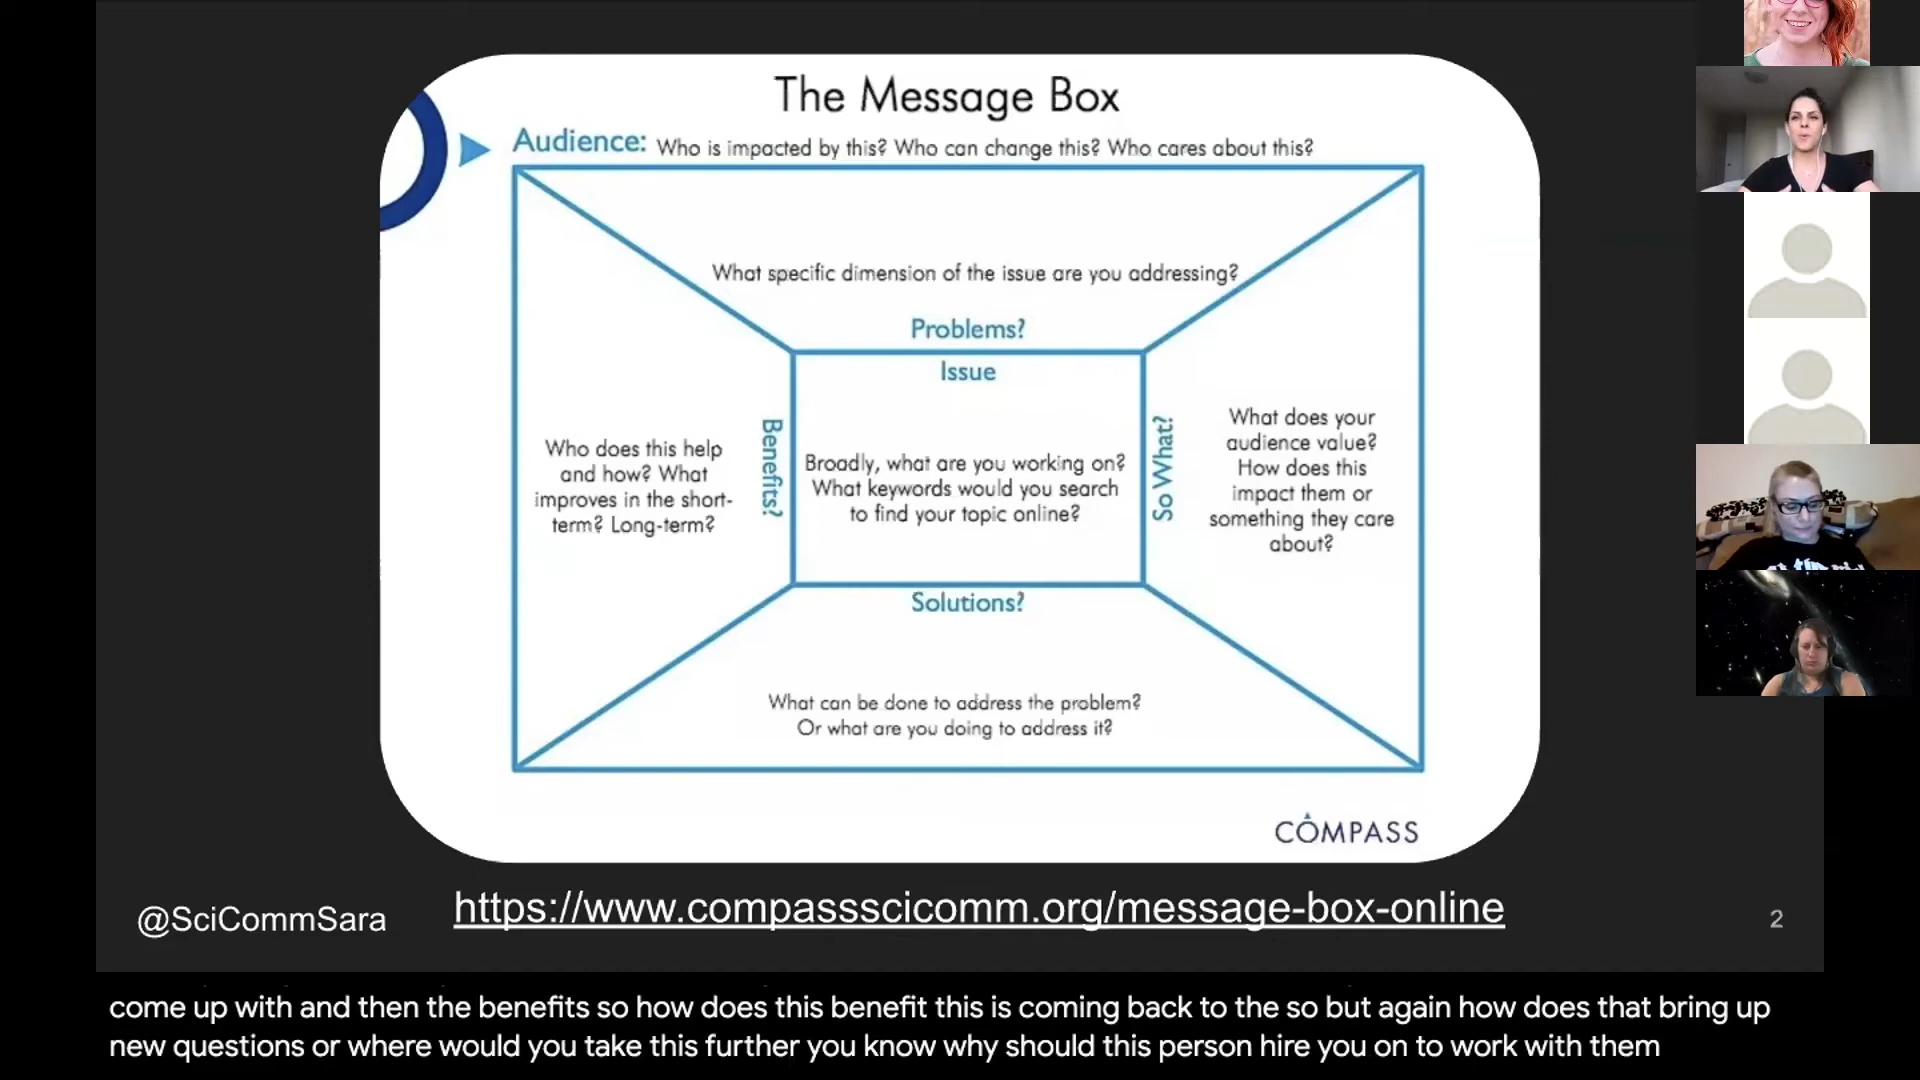 The Message Box
Audience: Who is impacted by this? Who can change this? Who cares about this?
What specific dimension of the issue are you addressing?
Problems?
Issue
Broadly, what are you working on?
What keywords would you search
to find your topic online?
Benefits?
Who does this help
and how? What
improves in the short-
term? Long-term?
So What?
What does your
audience value?
How does this
impact them or
something they care
about?
Solutions?
What can be done to address the problem?
Or what are you doing to address it?
COMPASS
@SciCommSara
https://www.compassscicomm.org/message-box-online
2
come up with and then the benefits so how does this benefit this is coming back to the so but again how does that bring up
new questions or where would you take this further you know why should this person hire you on to work with them